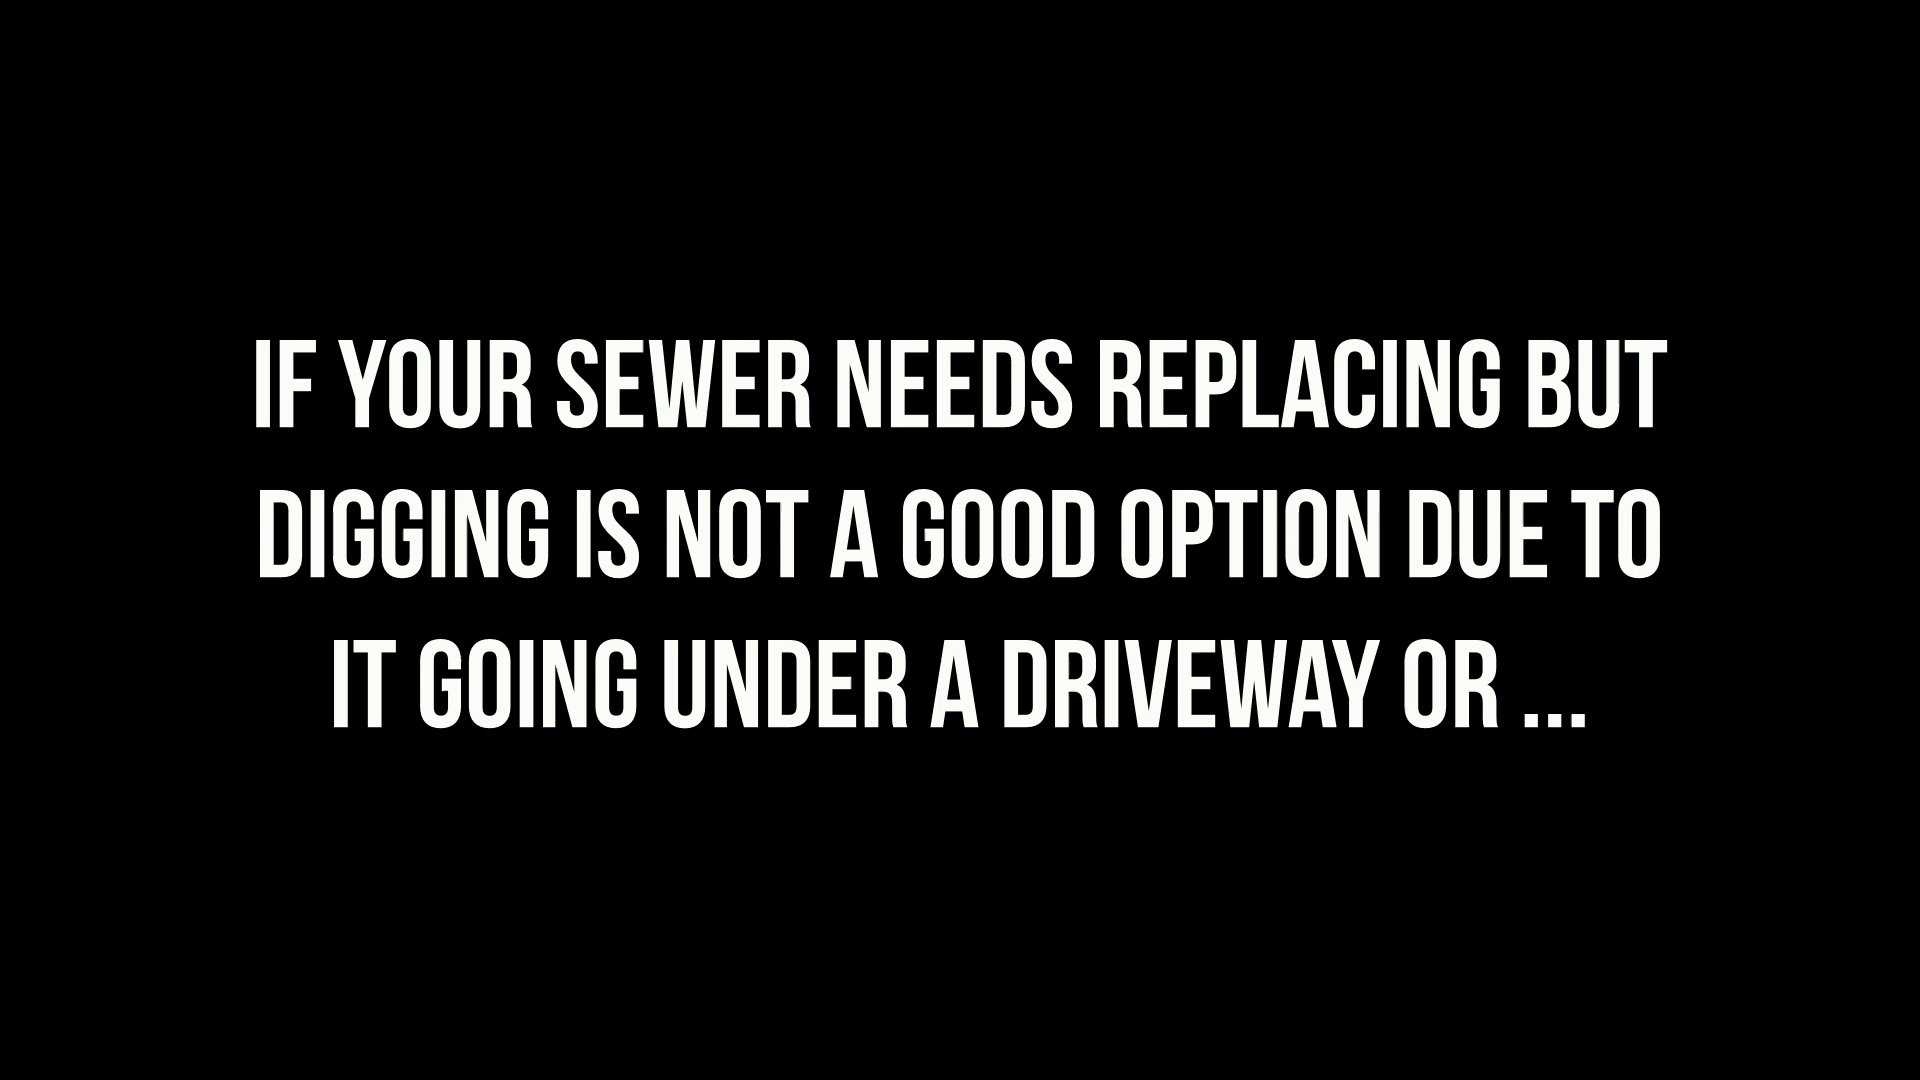 IF YOUR SEWER NEEDS REPLACING BUT
DIGGING IS NOT A GOOD OPTION DUE TO
IT GOING UNDER A DRIVEWAY OR ...